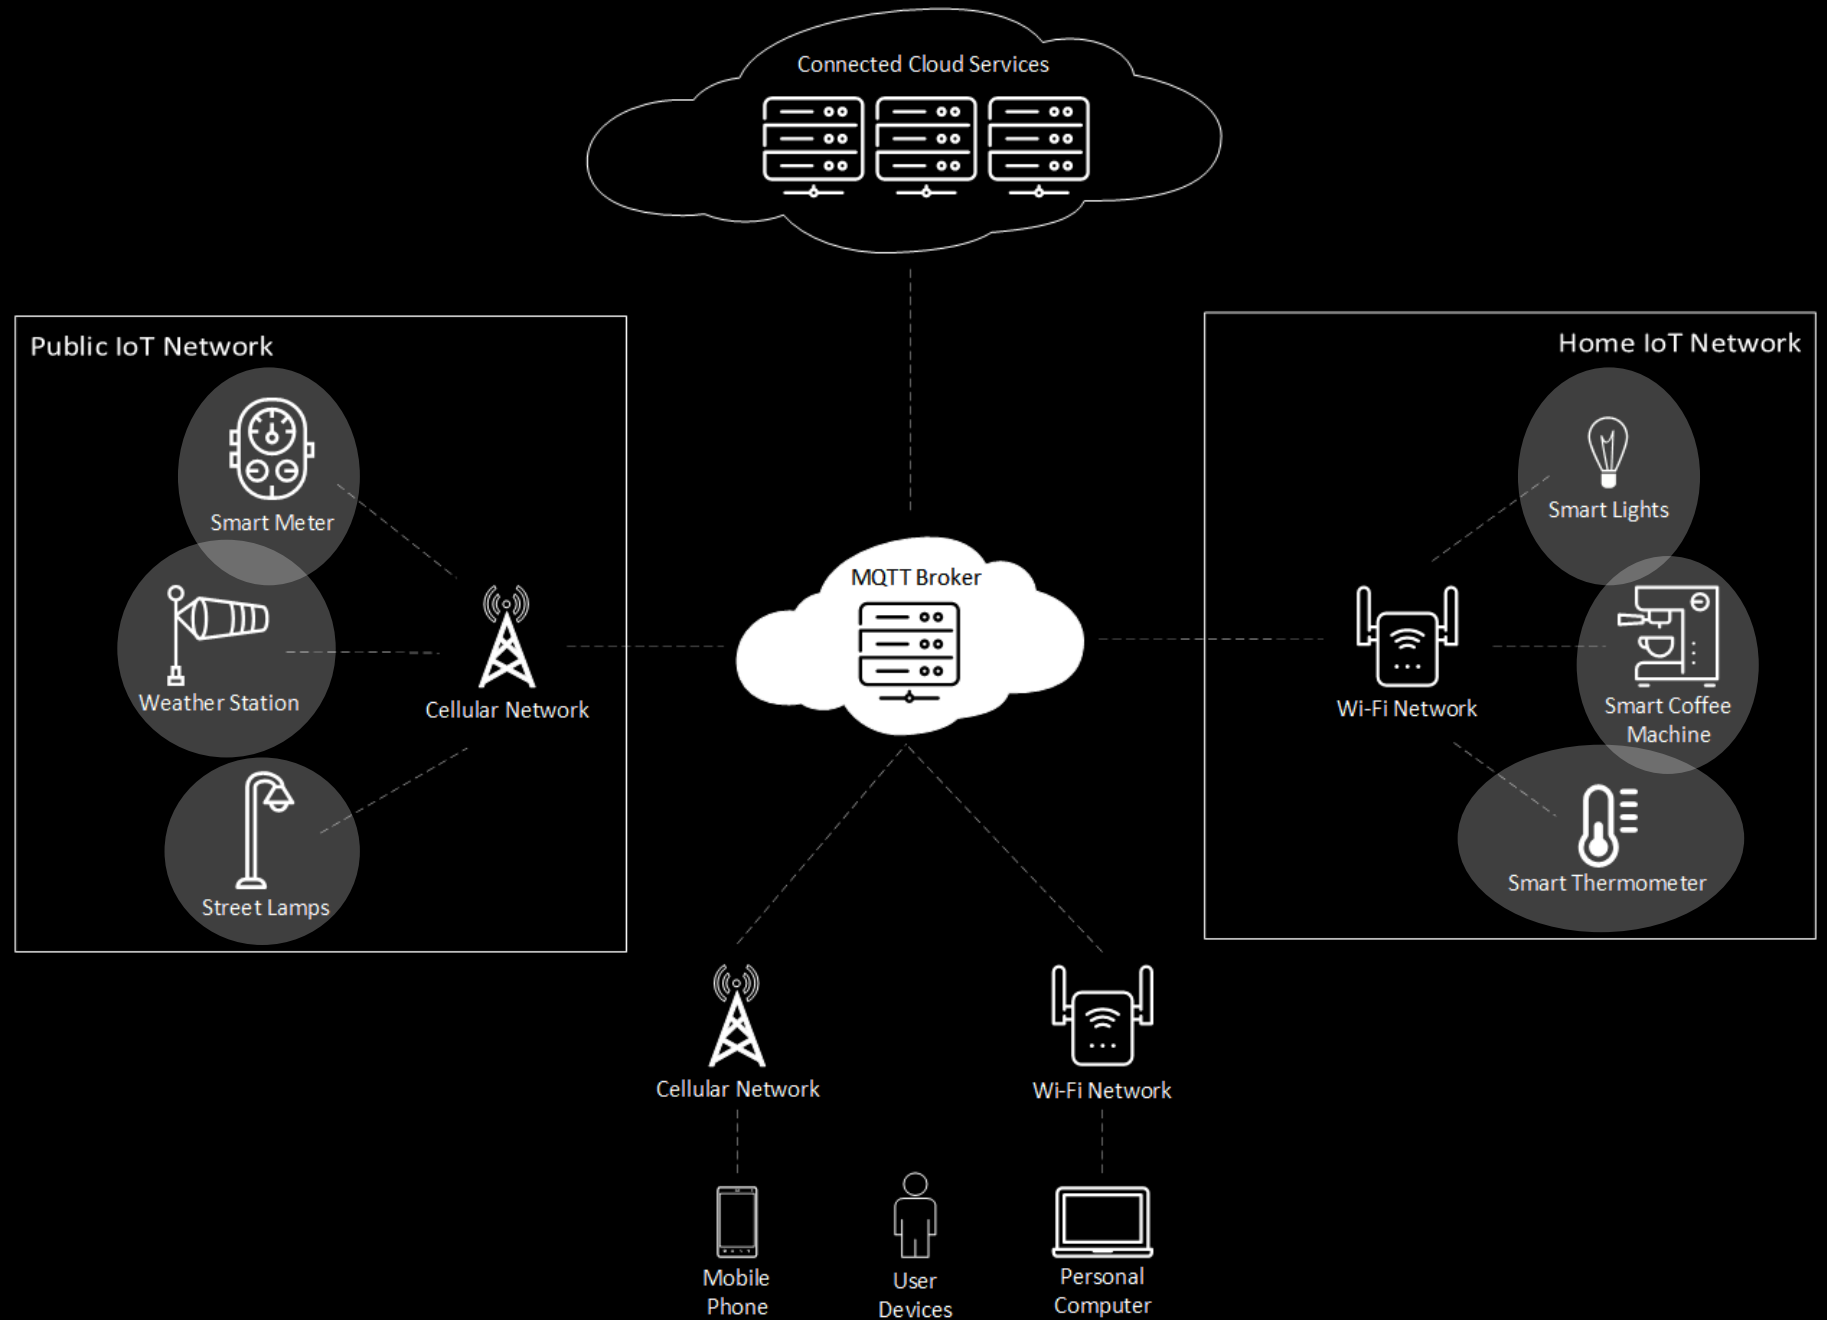 Connected Cloud Services
Public IoT Network
Home IoT Network
Smart Meter
Smart Lights
MQTT Broker
Weather Station
Cellular Network
Wi-Fi Network
Smart Coffee
Machine
Street Lamps
Smart Thermometer
Cellular Network
Wi-Fi Network
Mobile
Phone
User
Devices
Personal
Computer